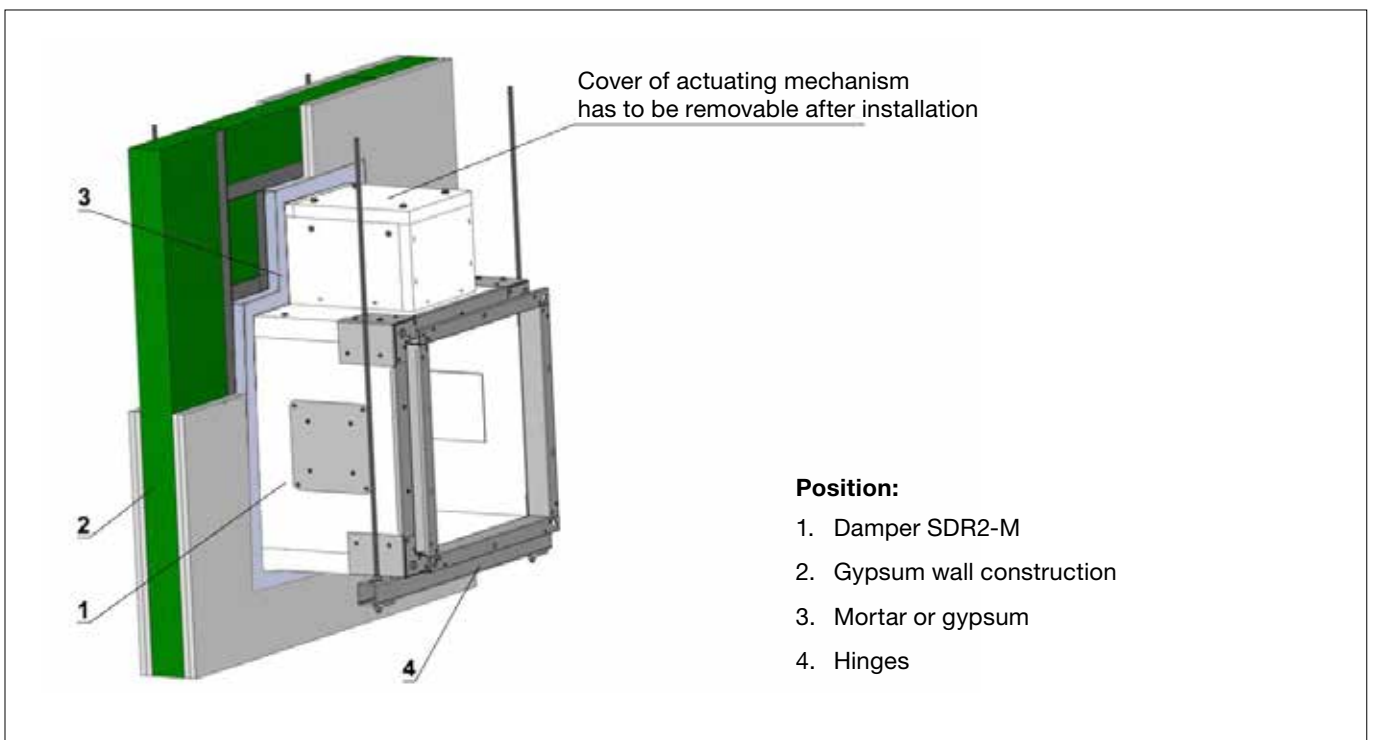 Cover of actuating mechanism
has to be removable after installation
3
2
1
4
Position:
1. Damper SDR2-M
2. Gypsum wall construction
3. Mortar or gypsum
4. Hinges